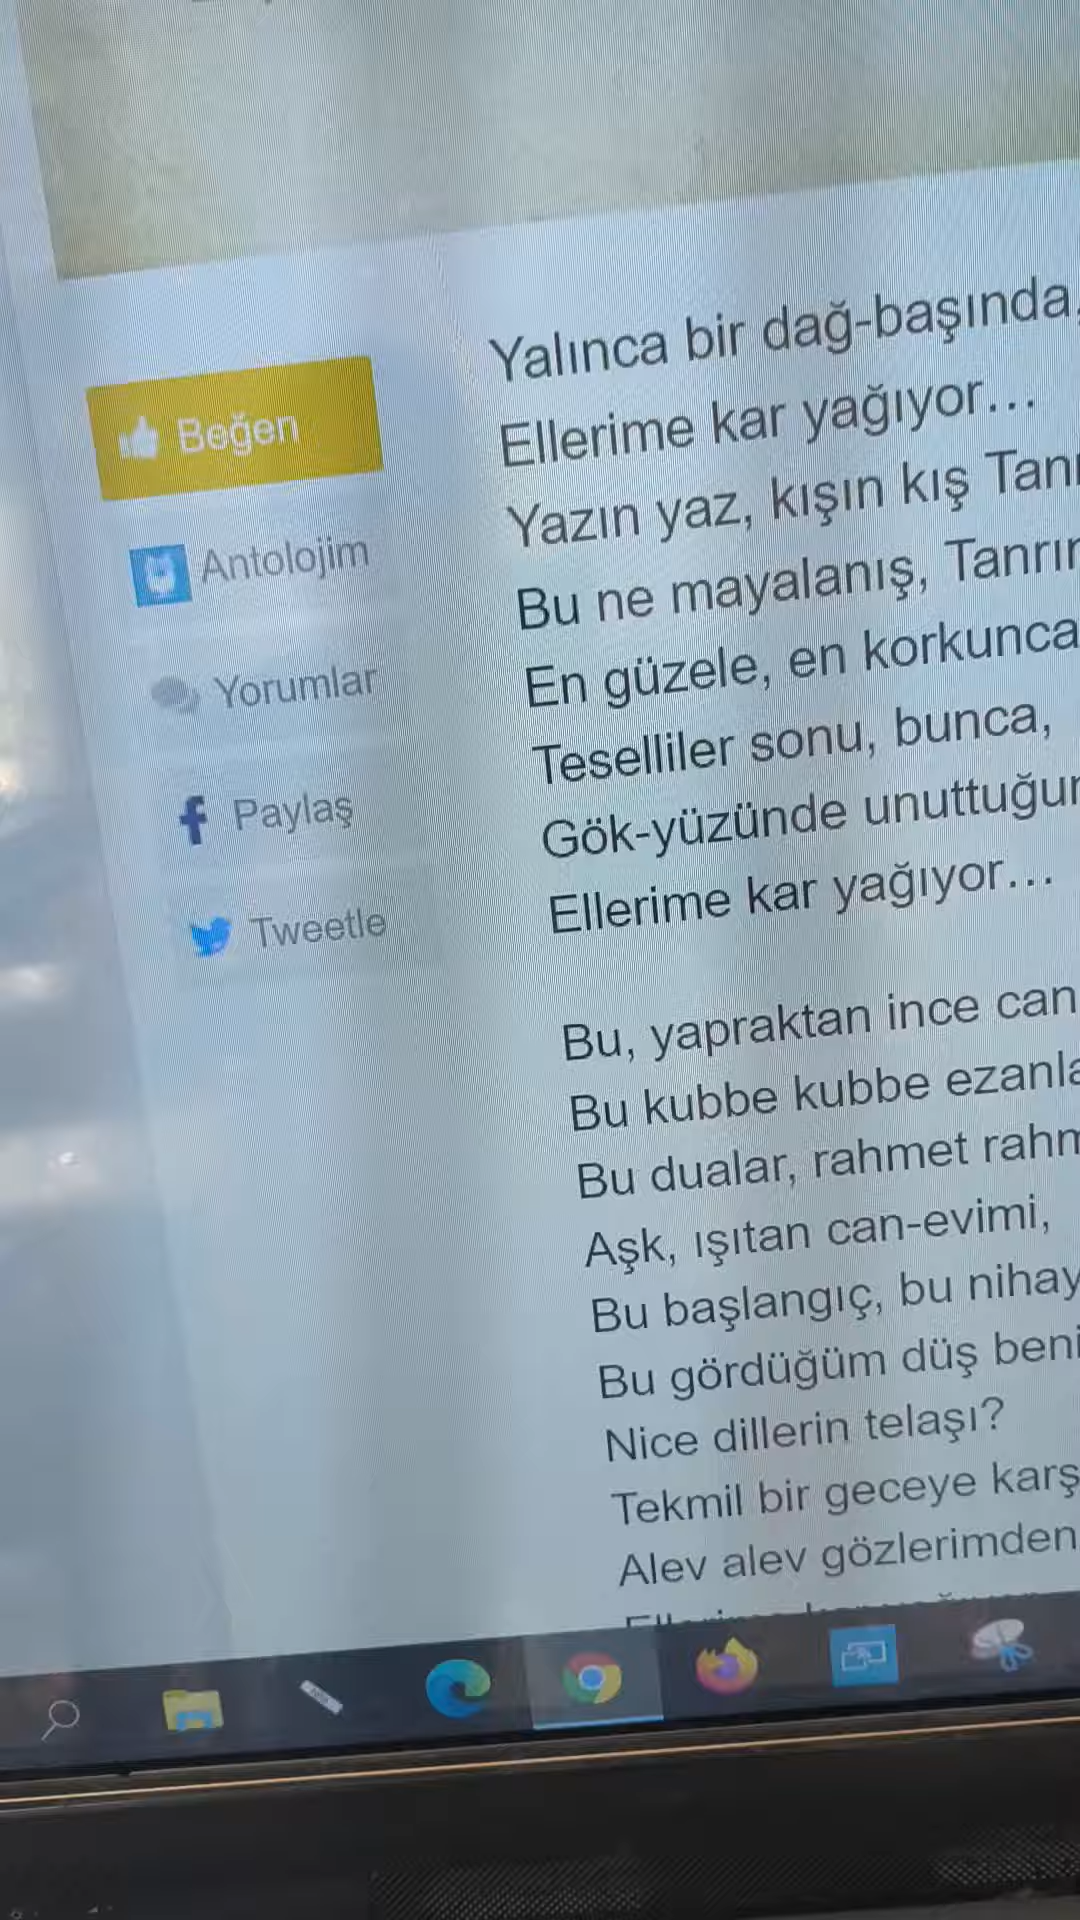 Yalınca bir dağ-başında,
Ellerime kar yağıyor...
Yazın yaz, kışın kış
Bu ne mayalanış,
En güzele, en korkunca
Teselliler sonu, bunca,
Gök-yüzünde
Ellerime kar yağıyor...
Bu, yapraktan ince can
Bu kubbe kubbe
Bu dualar, rahmet
Aşk, ışıtan can-evimi,
Bu başlangıç, bu
Bu gördüğüm düş
Nice dillerin telaşı?
Tekmil bir geceye
Alev alev gözlerimden
Beğen
Antolojim
Yorumlar
Paylaş
Tweetle